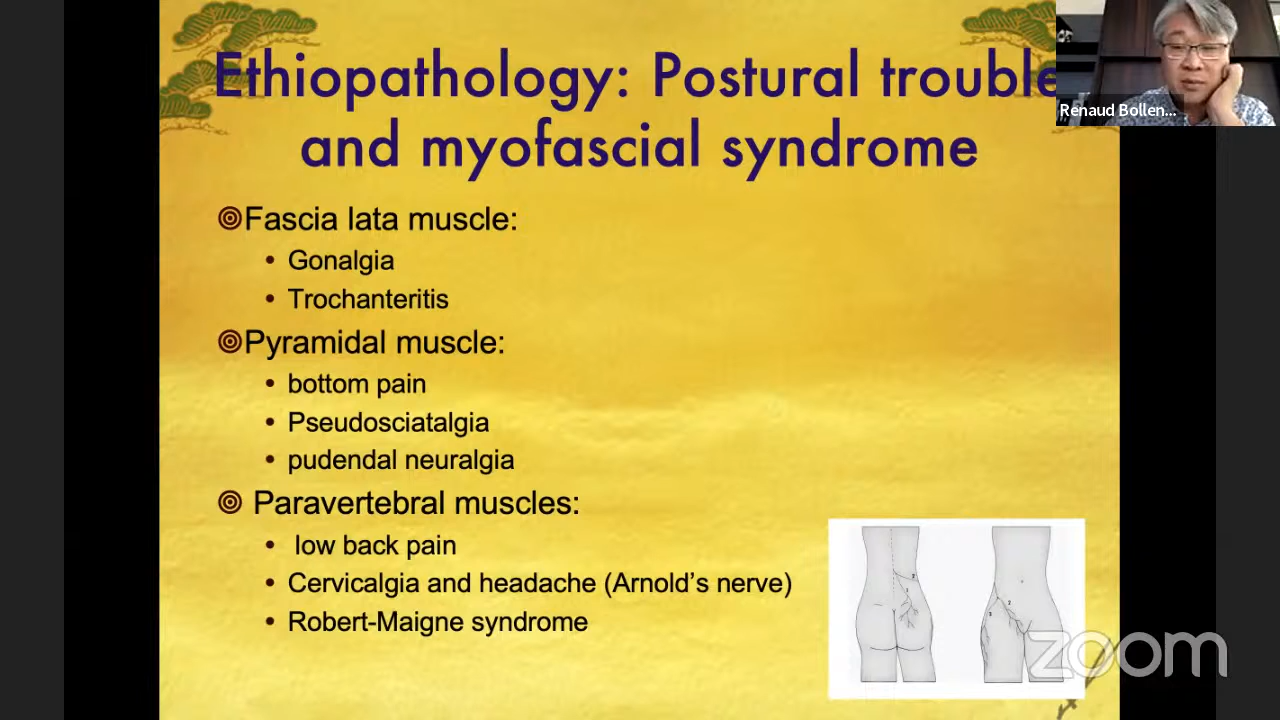 Ethiopathology: Postural trouble
and myofascial syndrome
Renaud Bollen...
Fascia lata muscle:
• Gonalgia
• Trochanteritis
Pyramidal muscle:
• bottom pain
• Pseudosciatalgia
• pudendal neuralgia
Paravertebral muscles:
• low back pain
• Cervicalgia and headache (Arnold’s nerve)
• Robert-Maigne syndrome
zoom